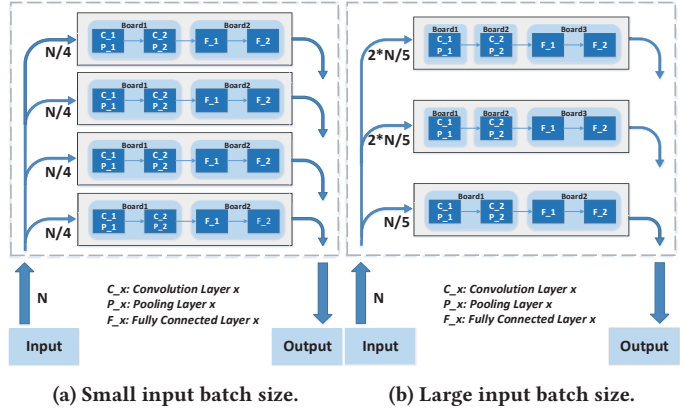 Board1 Board2
C_1 C_2 F_1 F_2
P_1 P_2
N/4
Board1 Board2
C_1 C_2 F_1 F_2
P_1 P_2
N/4
Board1 Board2
C_1 C_2 F_1 F_2
P_1 P_2
N/4
Board1 Board2
C_1 C_2 F_1 F_2
P_1 P_2
N/4
N
C_x: Convolution Layer x
P_x: Pooling Layer x
F_x: Fully Connected Layer x
Input
Output
(a) Small input batch size.
Board1 Board2 Board3
C_1 C_2 F_1 F_2
P_1 P_2
2*N/5
Board1 Board2 Board3
C_1 C_2 F_1 F_2
P_1 P_2
2*N/5
Board1 Board2
C_1 C_2 F_1 F_2
P_1 P_2
N/5
N
C_x: Convolution Layer x
P_x: Pooling Layer x
F_x: Fully Connected Layer x
Input
Output
(b) Large input batch size.